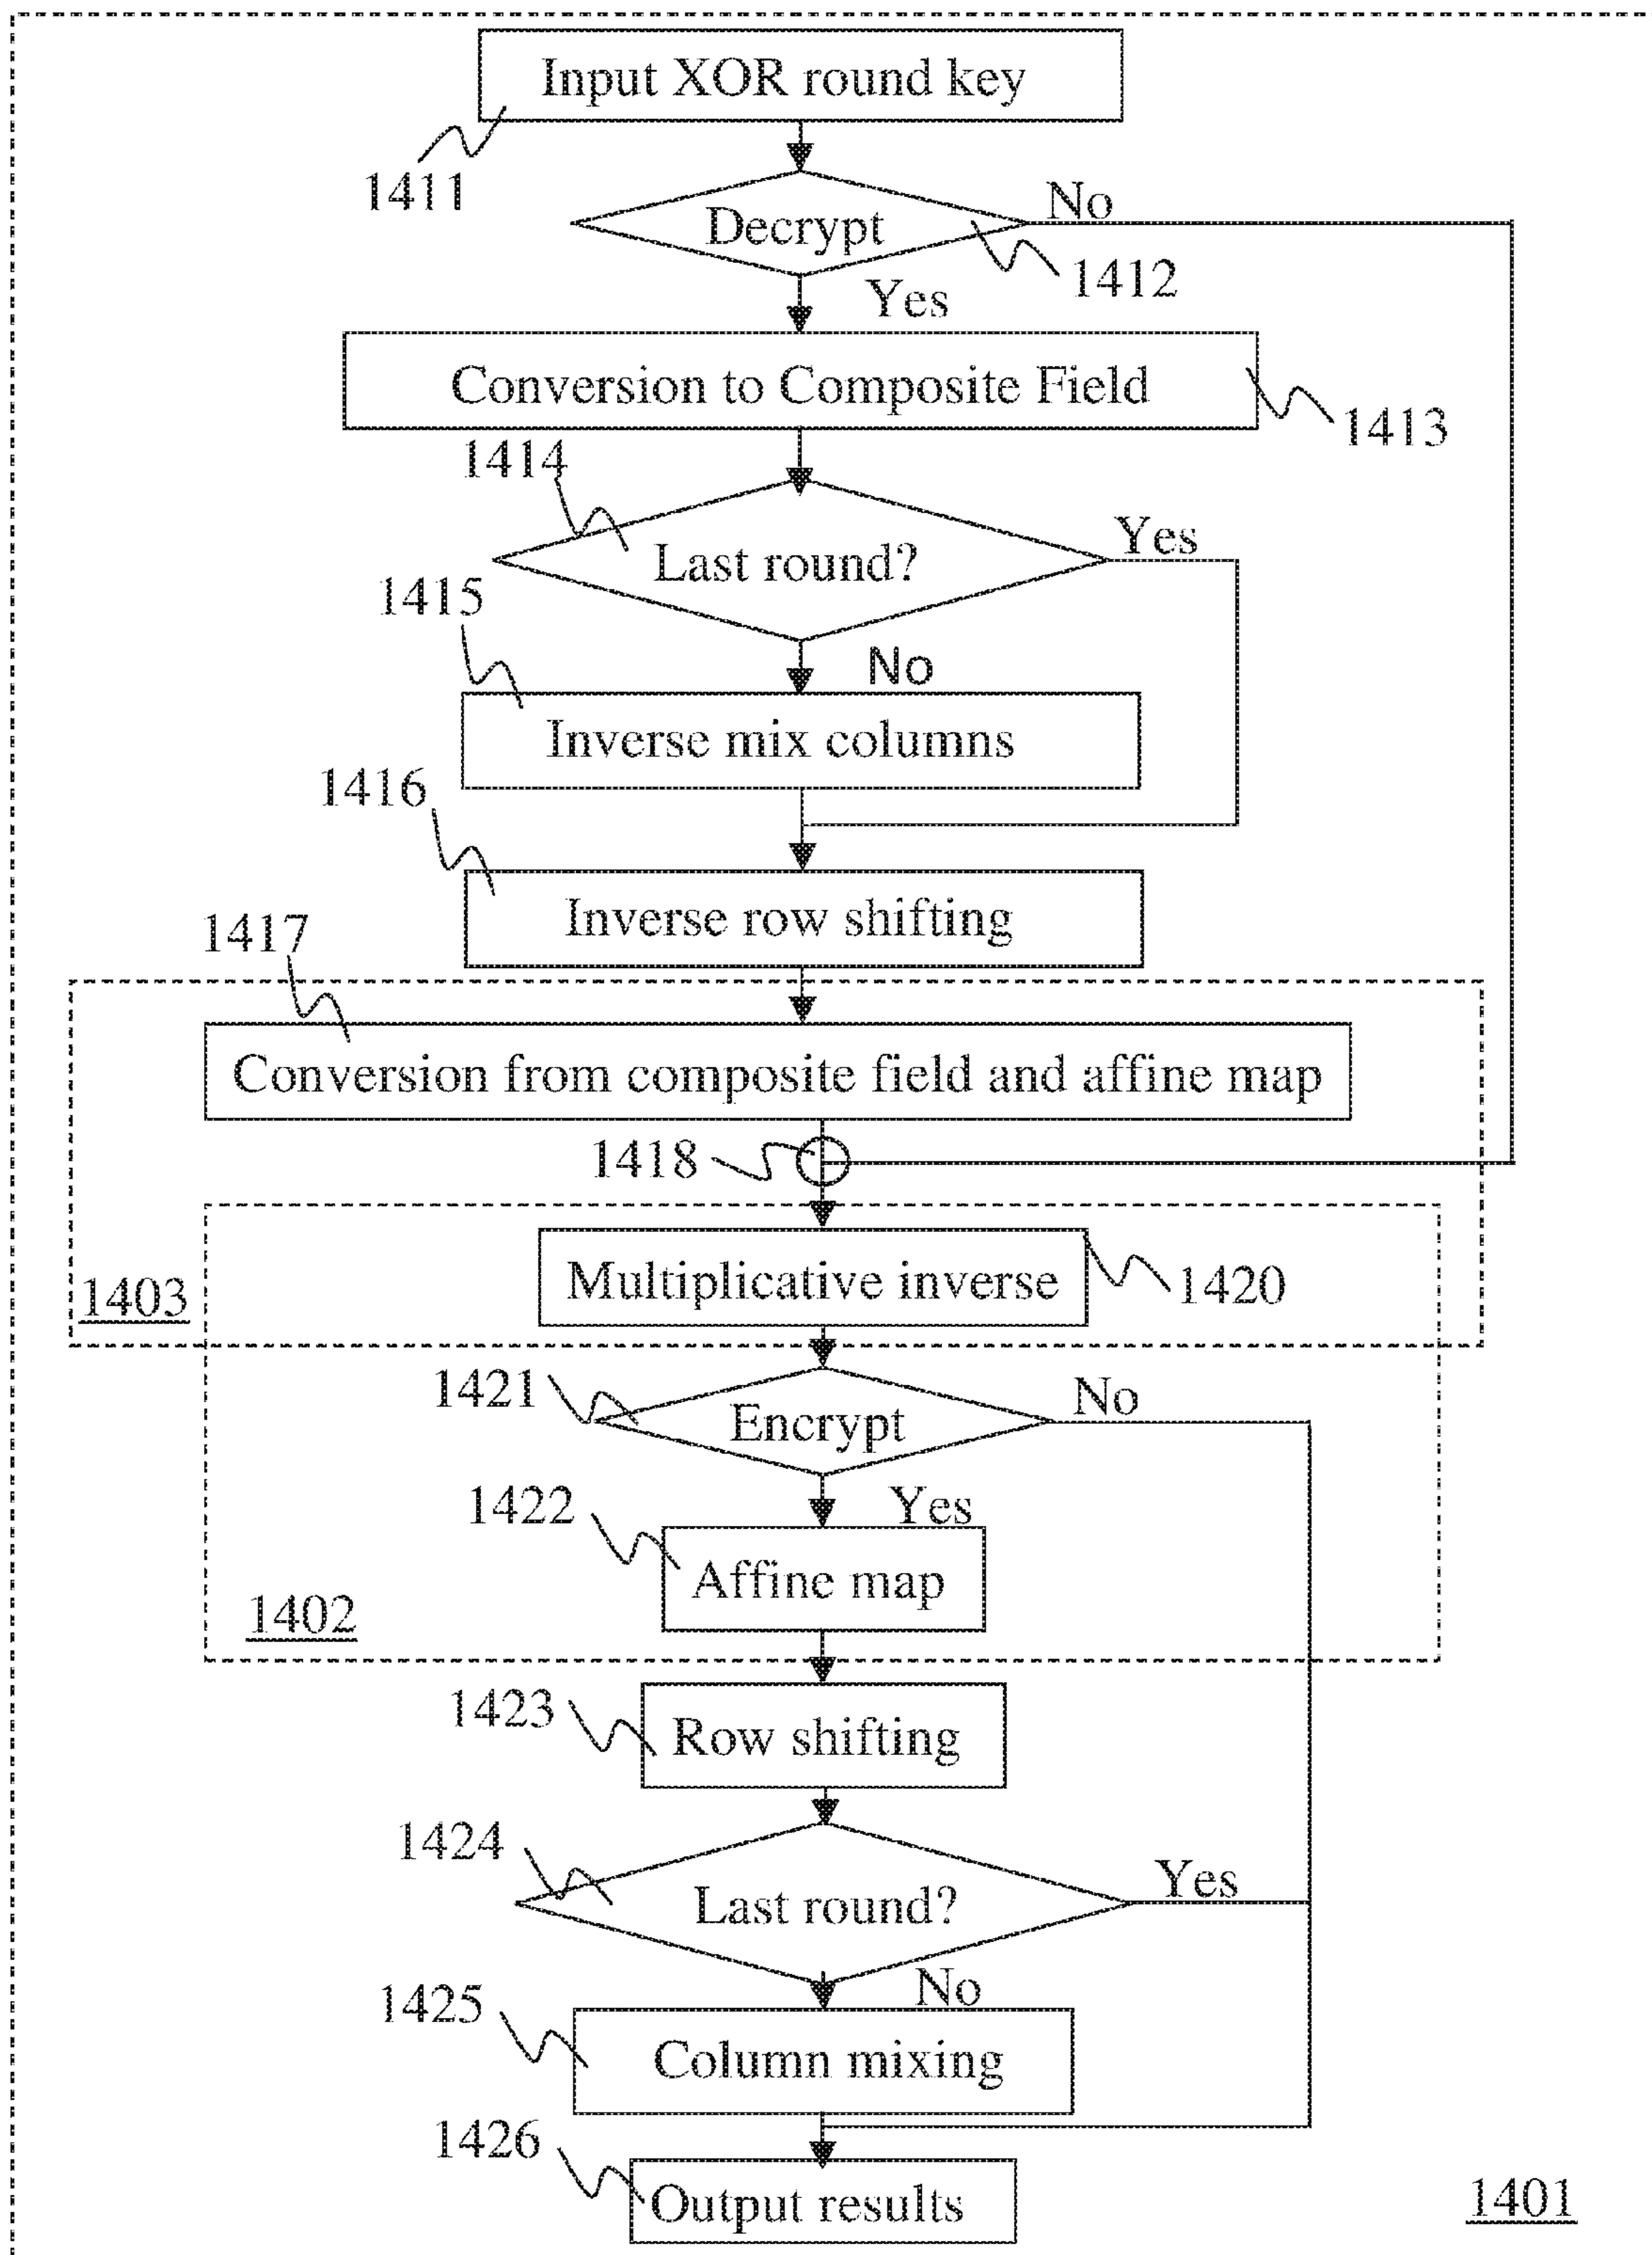 Input XOR round key
1411
No
Decrypt
1412
Yes
Conversion to Composite Field
1413
1414
Yes
Last round?
1415
No
Inverse mix columns
1416
Inverse row shifting
1417
Conversion from composite field and affine map
1418
Multiplicative inverse
1420
1403
1421
No
Encrypt
1422
Yes
Affine map
1402
1423
Row shifting
1424
Yes
Last round?
1425
No
Column mixing
1426
Output results
1401